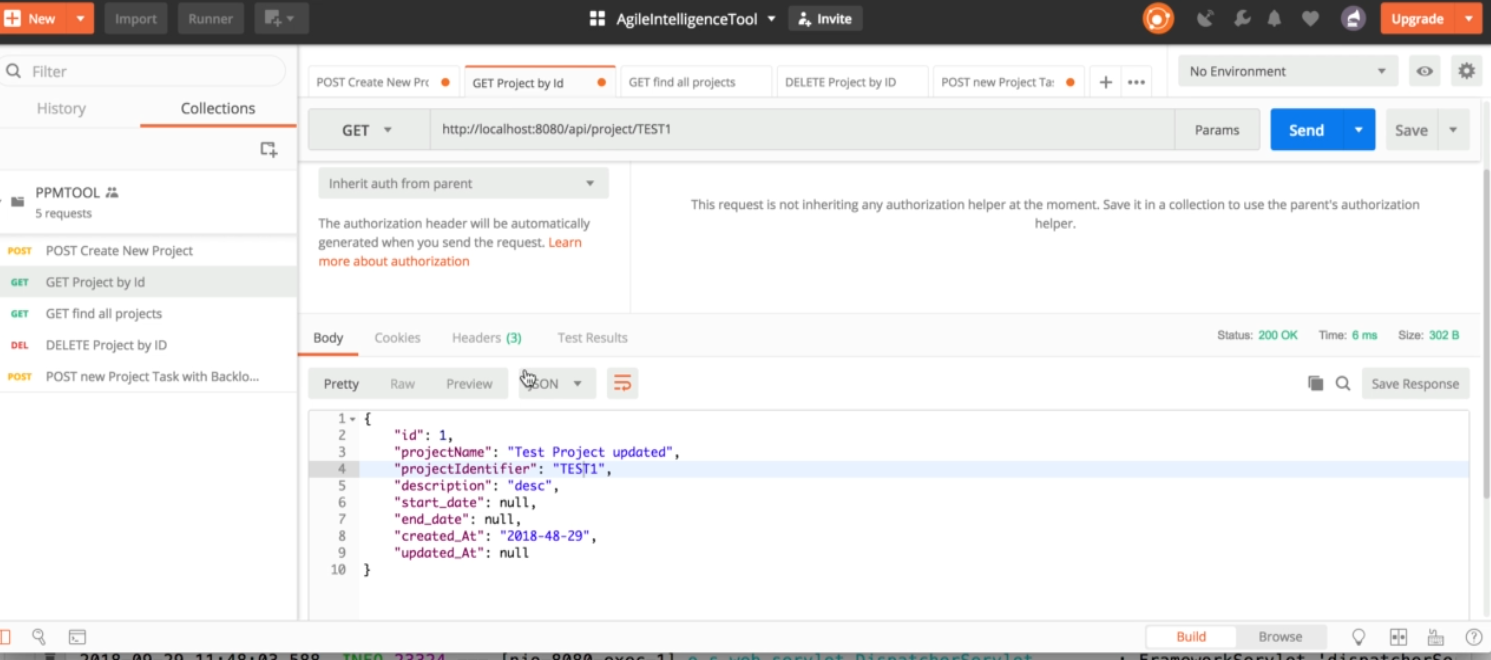 New Import Runner AgileIntelligenceTool Invite Upgrade
Filter
History Collections
PPMTOOL
5 requests
POST POST Create New Project
GET GET Project by Id
GET GET find all projects
DEL DELETE Project by ID
POST POST new Project Task with Backlo...
POST Create New Pro GET Project by Id GET find all projects DELETE Project by ID POST new Project Ta: + ••• No Environment
GET http://localhost:8080/api/project/TEST1 Params Send Save
Inherit auth from parent
The authorization header will be automatically
generated when you send the request. Learn
more about authorization
This request is not inheriting any authorization helper at the moment. Save it in a collection to use the parent's authorization
helper.
Body Cookies Headers (3) Test Results Status: 200 OK Time: 6 ms Size: 302 B
Pretty Raw Preview JSON Save Response
1 {
2 "id": 1,
3 "projectName": "Test Project updated",
4 "projectIdentifier": "TEST1",
5 "description": "desc",
6 "start_date": null,
7 "end_date": null,
8 "created_At": "2018-48-29",
9 "updated_At": null
10 }
Build Browse
2018-09-29 11:48:03.588 INFO 23324 [nio-8080-exec-1] o.s.web.servlet.DispatcherServlet : FrameworkServlet 'dispatcherSe